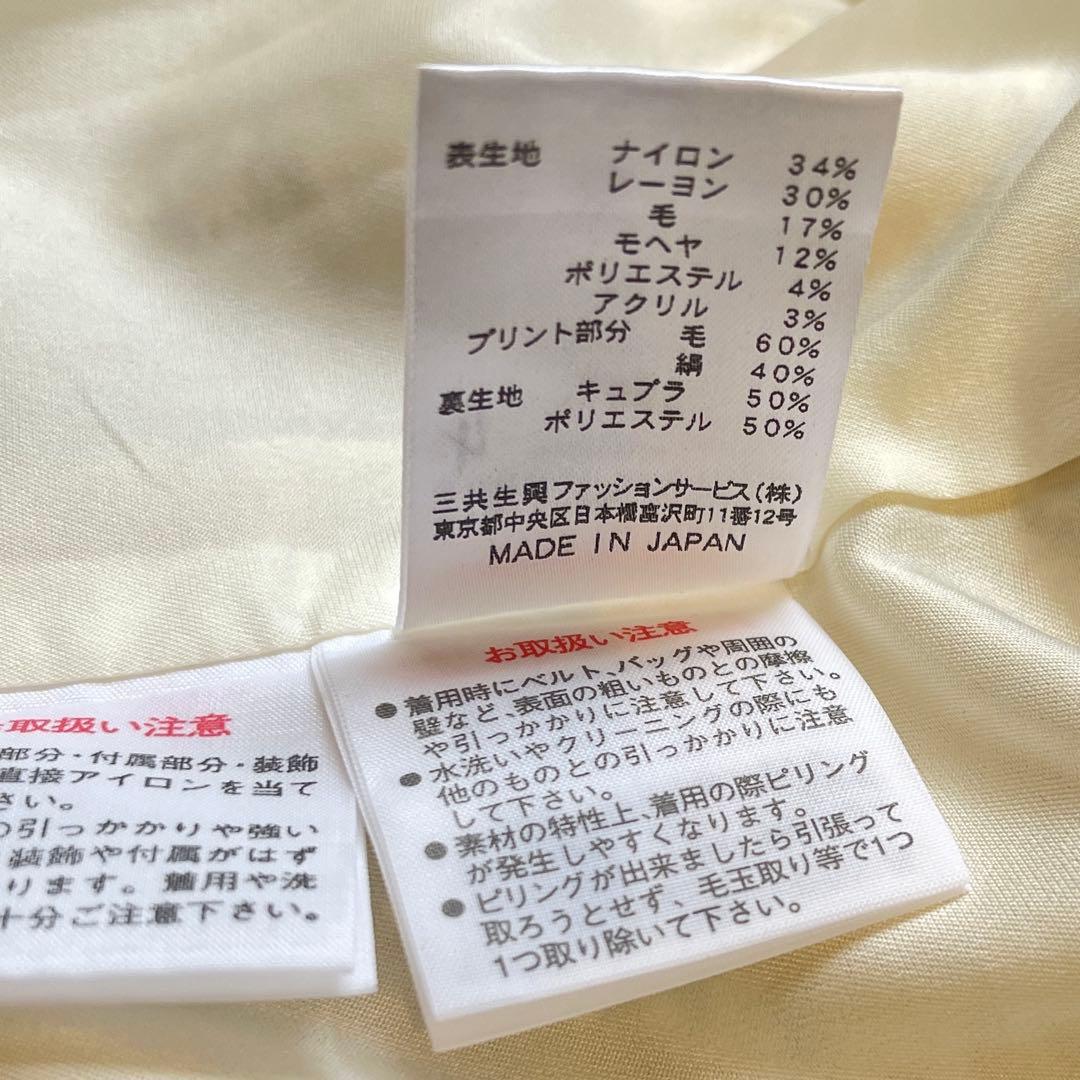 表生地 ナイロン 34%
レーヨン 30%
毛 17%
モヘヤ 12%
ポリエステル 4%
アクリル 3%
プリント部分 毛 60%
絹 40%
裏生地 キュプラ 50%
ポリエステル 50%
三共生興ファッションサービス(株)
東京都中央区日本橋富沢町11番12号
MADE IN JAPAN
お取扱い注意
● 着用時にベルト、バッグや周囲の
壁など、表面の粗いものとの摩擦
や引っかかりに注意して下さい。
● 水洗いやクリーニングの際にも
他のものとの引っかかりに注意
して下さい。
● 素材の特性上、着用の際ピリング
が発生しやすくなります。
● ピリングが出来ましたら引張って
取ろうとせず、毛玉取り等で1つ
1つ取り除いて下さい。
取扱い注意
部分・付属部分・装飾
直接アイロンを当て
さい。
の引っかかりや強い
装飾や付属がはず
ります。着用や洗
十分ご注意下さい。